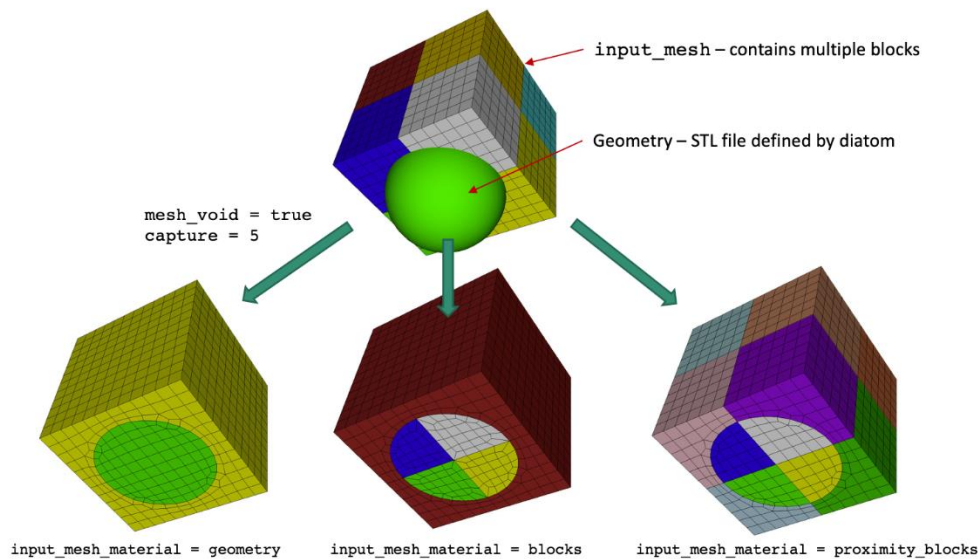 input_mesh – contains multiple blocks
Geometry – STL file defined by diatom
mesh_void = true
capture = 5
input_mesh_material = geometry
input_mesh_material = blocks
input_mesh_material = proximity_blocks